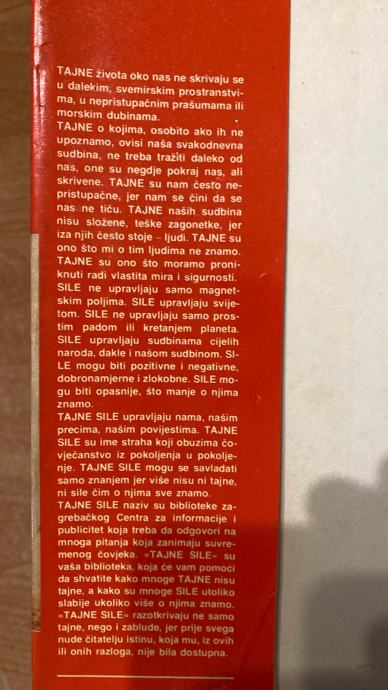 TAJNE života oko nas ne skrivaju se
u dalekim, svemirskim prostranstvi-
ma, u nepristupačnim prašumama ili
morskim dubinama.
TAJNE o kojima, osobito ako ih ne
upoznamo, ovisi naša svakodnevna
sudbina, ne treba tražiti daleko od
nas, one su negdje pokraj nas, ali
skrivene. TAJNE su nam često ne-
pristupačne, jer nam se čini da se
nas ne tiču. TAJNE naših sudbina
nisu složene, teške zagonetke, jer
iza njih često stoje – ljudi. TAJNE su
ono što mi o tim ljudima ne znamo.
TAJNE su ono što moramo proni-
knuti radi vlastita mira i sigurnosti.
SILE ne upravljaju samo magnet-
skim poljima. SILE upravljaju svije-
tom. SILE ne upravljaju samo pros-
tim padom ili kretanjem planeta.
SILE upravljaju sudbinama cijelih
naroda, dakle i našom sudbinom. SI-
LE mogu biti pozitivne i negativne,
dobronamjerne i zlokobne. SILE mo-
gu biti opasnije, što manje o njima
znamo.
TAJNE SILE upravljaju nama, našim
precima, našim povijestima. TAJNE
SILE su ime straha koji obuzima čo-
vječanstvo iz pokoljenja u pokolje-
nje. TAJNE SILE mogu se savladati
samo znanjem jer više nisu ni tajne,
ni sile čim o njima sve znamo.
TAJNE SILE naziv su biblioteke za-
grebačkog Centra za informacije i
publicitet koja treba da odgovori na
mnoga pitanja koja zanimaju suvre-
menog čovjeka. »TAJNE SILE« su
vaša biblioteka, koja će vam pomoći
da shvatite kako mnoge TAJNE nisu
tajne, a kako su mnoge SILE utoliko
slabije ukoliko više o njima znamo.
»TAJNE SILE« razotkrivaju ne samo
tajne, nego i zablude, jer prije svega
nude čitatelju istinu, koja mu, iz ovih
ili onih razloga, nije bila dostupna.